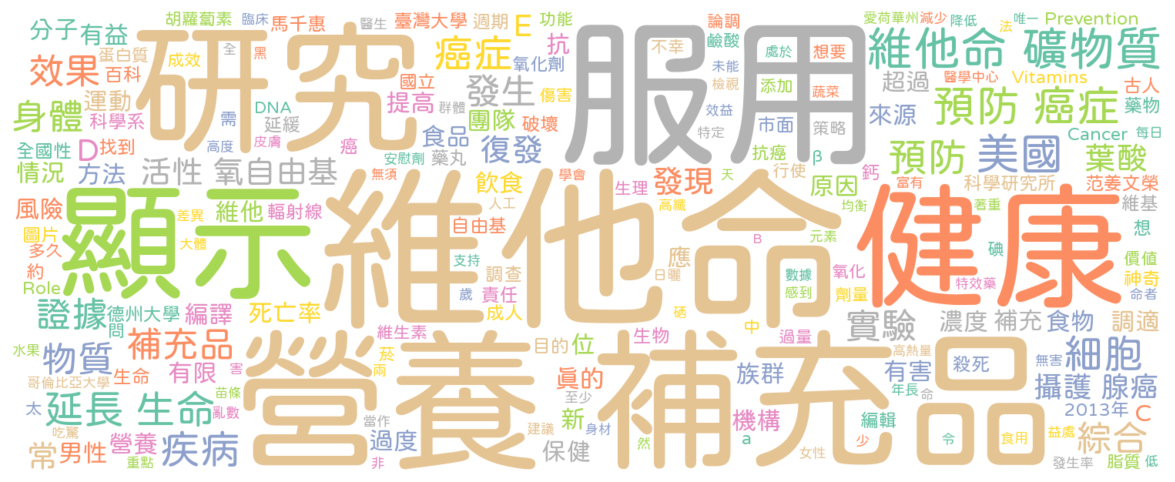 胡蘿蔔素 臨床 馬千惠 醫生 臺灣大學 週期 E 功能 論調 愛荷華州 減少 降低 唯一 Prevention 法
分子 有益 研究 癌症 抗 不幸 鹼酸 處於 想要 維他命 礦物質
蛋白質 成效 全 黑 氧化劑 未能 醫學中心 Vitamins 古人
效果 百科 國立 服用 檢視 添加 蔬菜 超過 藥物
運動 DNA 提高 群體 發生 傷害 效益 預防 癌症
身體 科學系 需 延緩 團隊 破壞 市面 策略 來源 Cancer 每日
全國性 D 找到 高度 皮膚 癌 食品 復發 特定 抗癌 β 預防 美國 葉酸
情況 方法 活性 氧自由基 安慰劑 藥丸 無須 學會 生理 天 行使 鈣 富有 科學研究所 范姜文榮
飲食 人工 發現 高曬 原因 均衡 著重 維基
風險 差異 維他 輻射線 顯示 維他命 健康 想
圖片 大體 自由基 應 B 元素 碘 價值
多久 支持 調查 日曬 數據 氧化 特效藥 神奇
約 歲 責任 感到 劑量 命者
Role 死亡率 成人 硒
證據 德州大學 編譯 問 維生素 生物 中 過量 實驗 濃度 補充 食物 調適
水果 物質 補充品 菸 目的 位 高熱量 殺死 無害 細胞
哥倫比亞大學 生命 有限 害 兩 營養補充品 真的 族群 有害 年長 命 攝護 腺癌
太 延長 生命 苗條 亂數 當作 至少 新 機構 編輯 2013年 C
吃驚 常 男性 營養 重點 疾病 非 過度 建議 身材 保健 然 a 女性 少 令 食用 益處 綜合
發生率 脂質 低